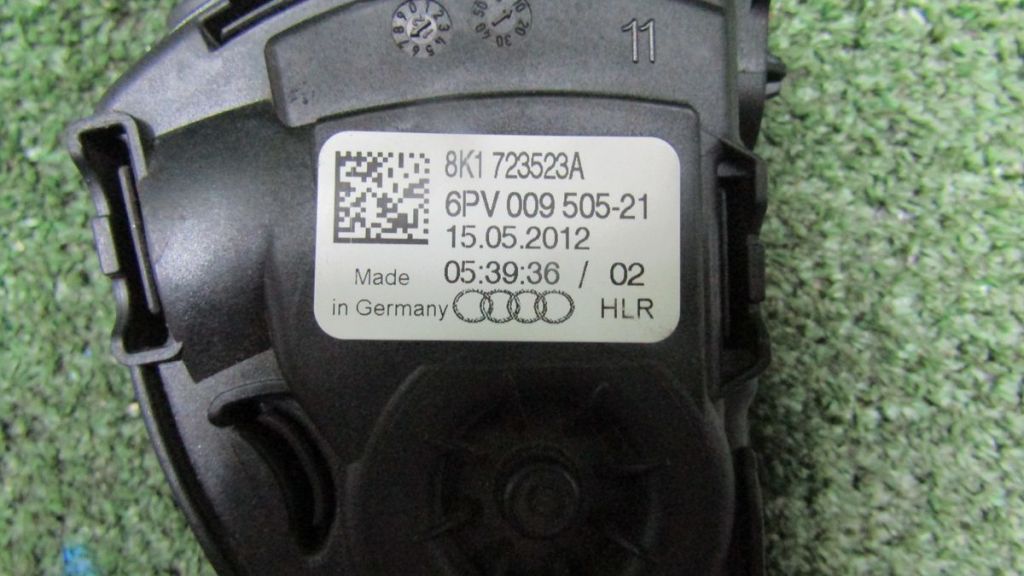 11
8K1 723523A
6PV 009 505-21
15.05.2012
Made 05:39:36 / 02
in Germany HLR